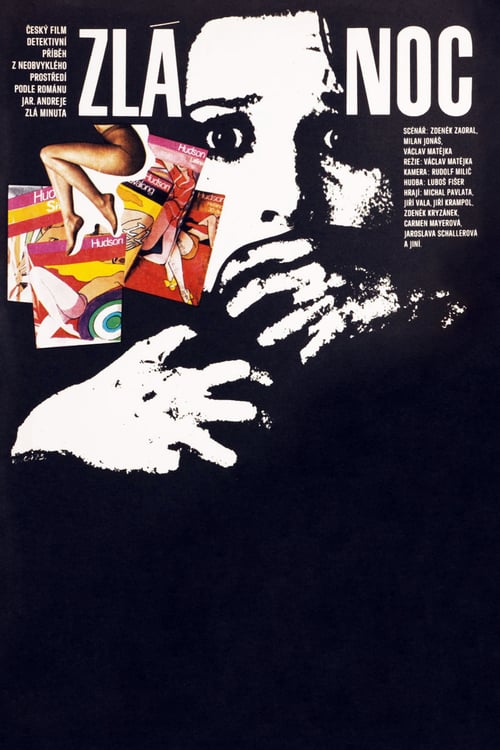 ČESKÝ FILM
DETEKTIVNÍ
PŘÍBĚH
Z NEOBVYKLÉHO
PROSTŘEDÍ
PODLE ROMÁNU
JAR. ANDREJE
ZLÁ MINUTA
ZLÁ NOC
SCÉNÁŘ: ZDENĚK ZAORAL,
MILAN JONÁŠ,
VÁCLAV MATĚJKA
REŽIE: VÁCLAV MATĚJKA
KAMERA: RUDOLF MILIČ
HUDBA: LUBOŠ FIŠER
HRAJÍ: MICHAL PAVLATA,
JIŘÍ VALA, JIŘÍ KRAMPOL,
ZDENĚK KRYZÁNEK,
CARMEN MAYEROVÁ,
JAROSLAVA SCHALLEROVÁ
A JINÍ.
Hudson
Hudson